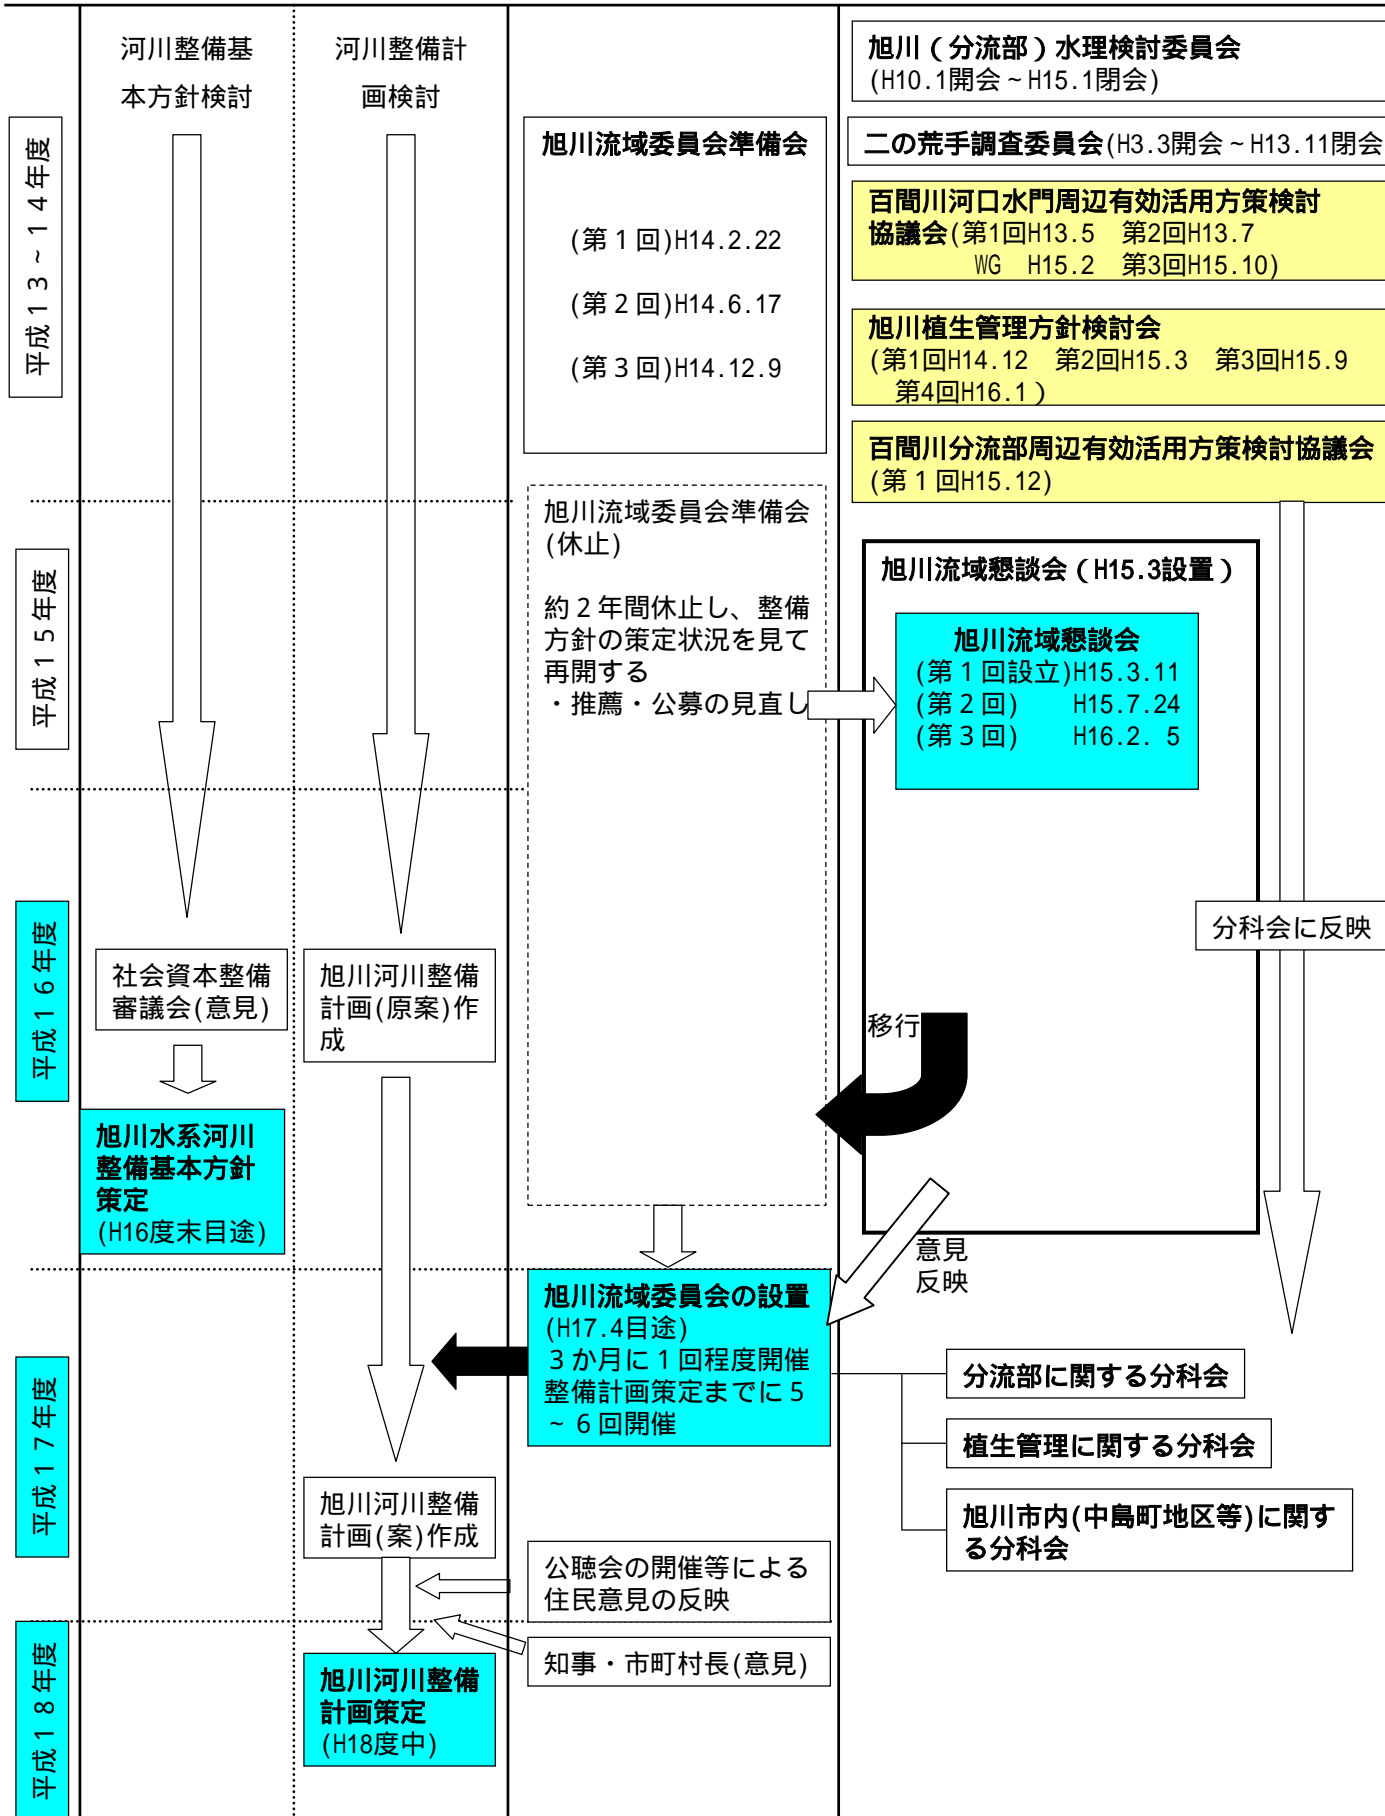 河川整備基
本方針検討
河川整備計
画検討
平成13~14年度
平成15年度
平成16年度
平成17年度
平成18年度
社会資本整備
審議会(意見)
旭川水系河川
整備基本方針
策定
(H16度末目途)
旭川河川整備
計画(原案)作
成
旭川河川整備
計画(案)作成
旭川河川整備
計画策定
(H18度中)
旭川流域委員会準備会
(第1回)H14.2.22
(第2回)H14.6.17
(第3回)H14.12.9
旭川流域委員会準備会
(休止)
約2年間休止し、整備
方針の策定状況を見て
再開する
・推薦・公募の見直し
旭川流域委員会の設置
(H17.4目途)
3か月に1回程度開催
整備計画策定までに5
~6回開催
公聴会の開催等による
住民意見の反映
知事・市町村長(意見)
旭川(分流部)水理検討委員会
(H10.1開会~H15.1閉会)
二の荒手調査委員会(H3.3開会~H13.11閉会
百間川河口水門周辺有効活用方策検討
協議会(第1回H13.5 第2回H13.7
WG H15.2 第3回H15.10)
旭川植生管理方針検討会
(第1回H14.12 第2回H15.3 第3回H15.9
第4回H16.1)
百間川分流部周辺有効活用方策検討協議会
(第1回H15.12)
旭川流域懇談会(H15.3設置)
旭川流域懇談会
(第1回設立)H15.3.11
(第2回) H15.7.24
(第3回) H16.2. 5
分科会に反映
移行
意見
反映
分流部に関する分科会
植生管理に関する分科会
旭川市内(中島町地区等)に関す
る分科会